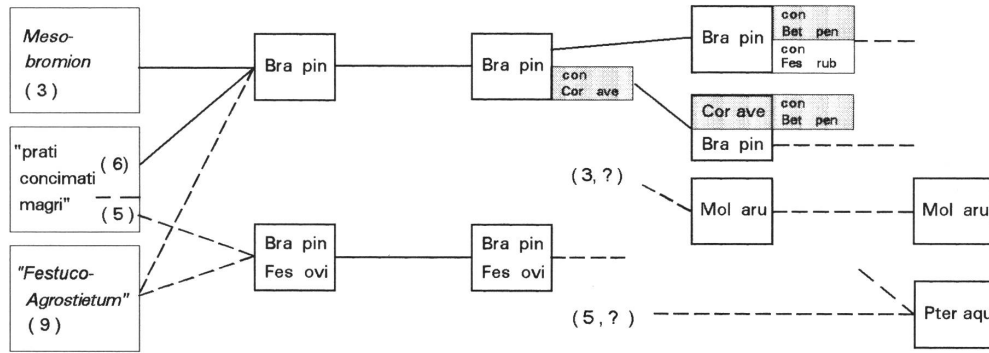 Meso-
bromion
(3)
"prati
concimati
magri"
(6)
(5)
"Festuco-
Agrostietum"
(9)
Bra pin
Bra pin
Fes ovi
Bra pin
con
Cor ave
Bra pin
Fes ovi
Bra pin
con
Bet pen
con
Fes rub
Cor ave
con
Bet pen
Bra pin
(3,?)
Mol aru
Mol aru
(5,?)
Pter aqu